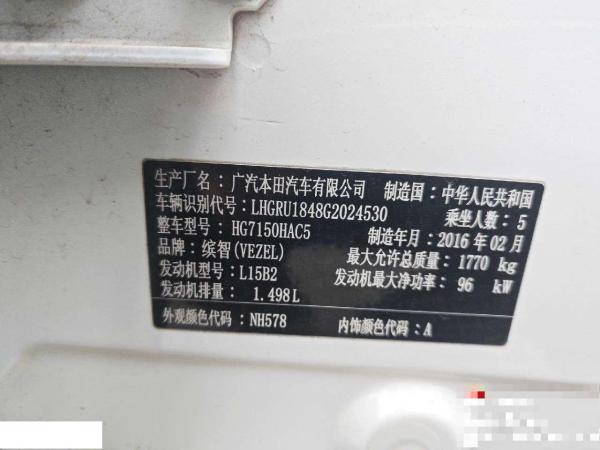 生产厂名：广汽本田汽车有限公司 制造国：中华人民共和国
车辆识别代号：LHGRU1848G2024530 乘坐人数：5
整车型号：HG7150HAC5 制造年月：2016年02月
品牌：缤智(VEZEL) 最大允许总质量：1770 kg
发动机型号：L15B2 发动机最大净功率：96 kW
发动机排量：1.498L
外观颜色代码：NH578 内饰颜色代码：A